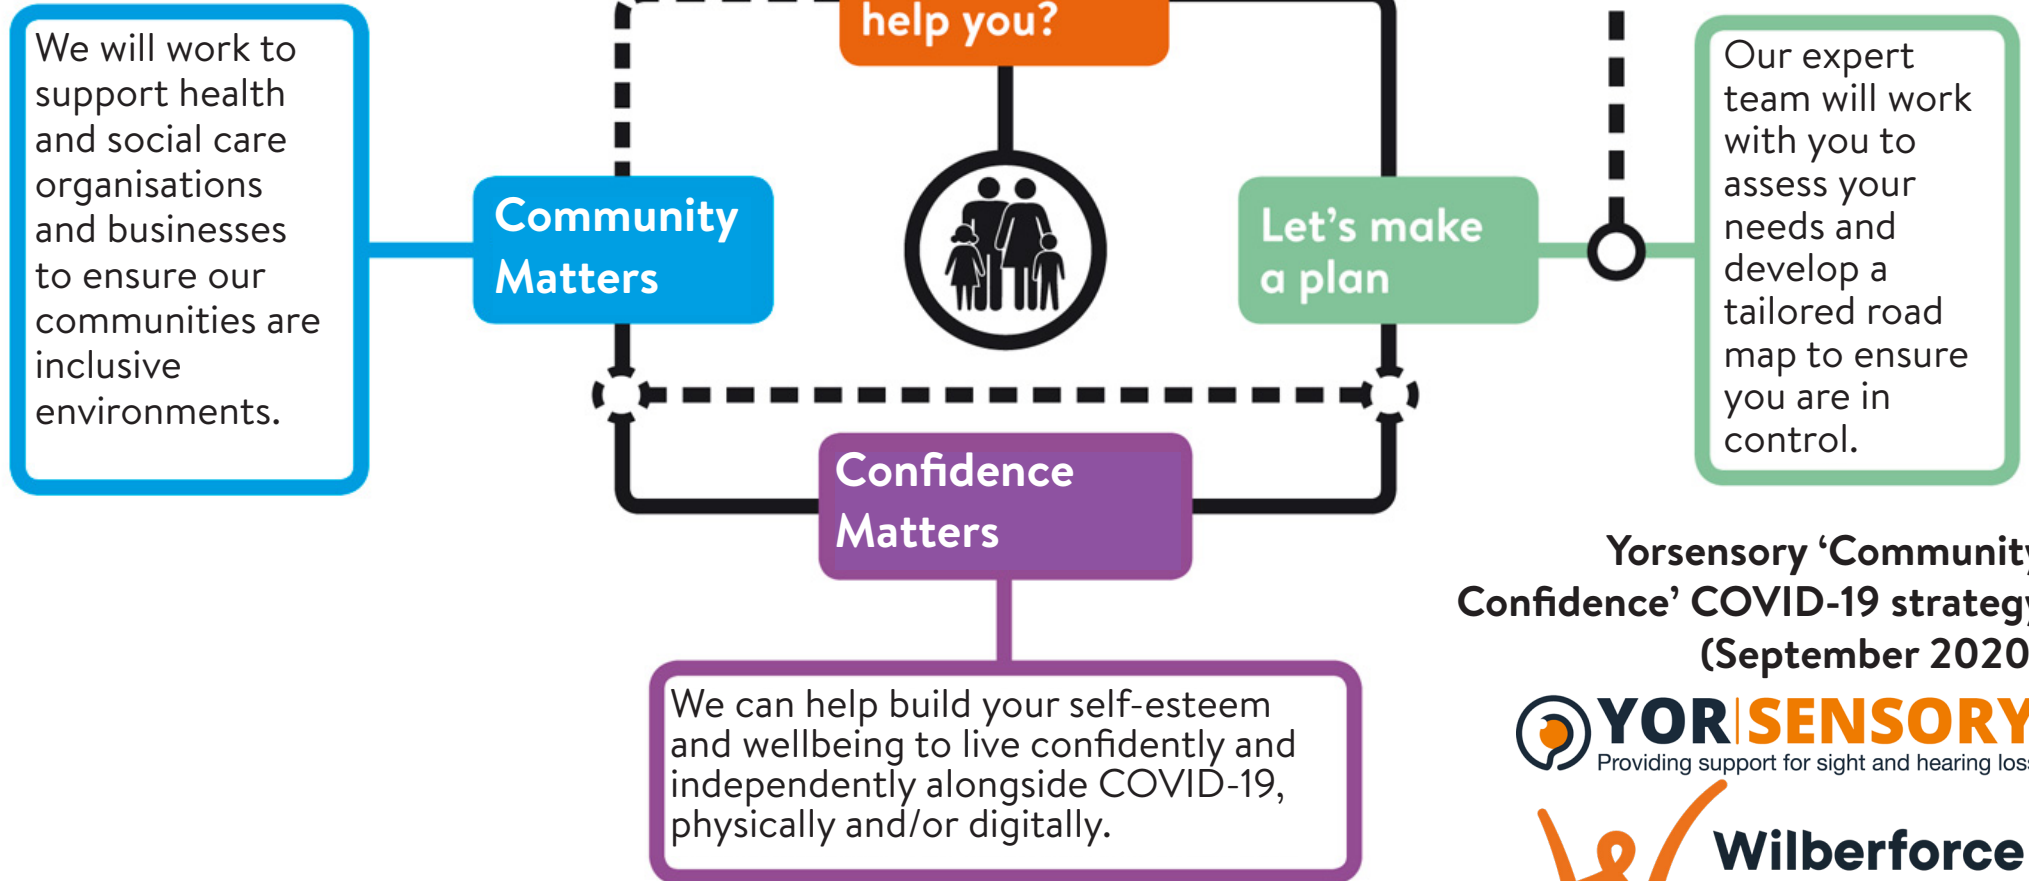 help you?
We will work to
support health
and social care
organisations
and businesses
to ensure our
communities are
inclusive
environments.
Community
Matters
Let's make
a plan
Our expert
team will work
with you to
assess your
needs and
develop a
tailored road
map to ensure
you are in
control.
Confidence
Matters
We can help build your self-esteem
and wellbeing to live confidently and
independently alongside COVID-19,
physically and/or digitally.
Yorsensory ‘Community
Confidence’ COVID-19 strategy
(September 2020
YOR|SENSORY
Providing support for sight and hearing loss
Wilberforce